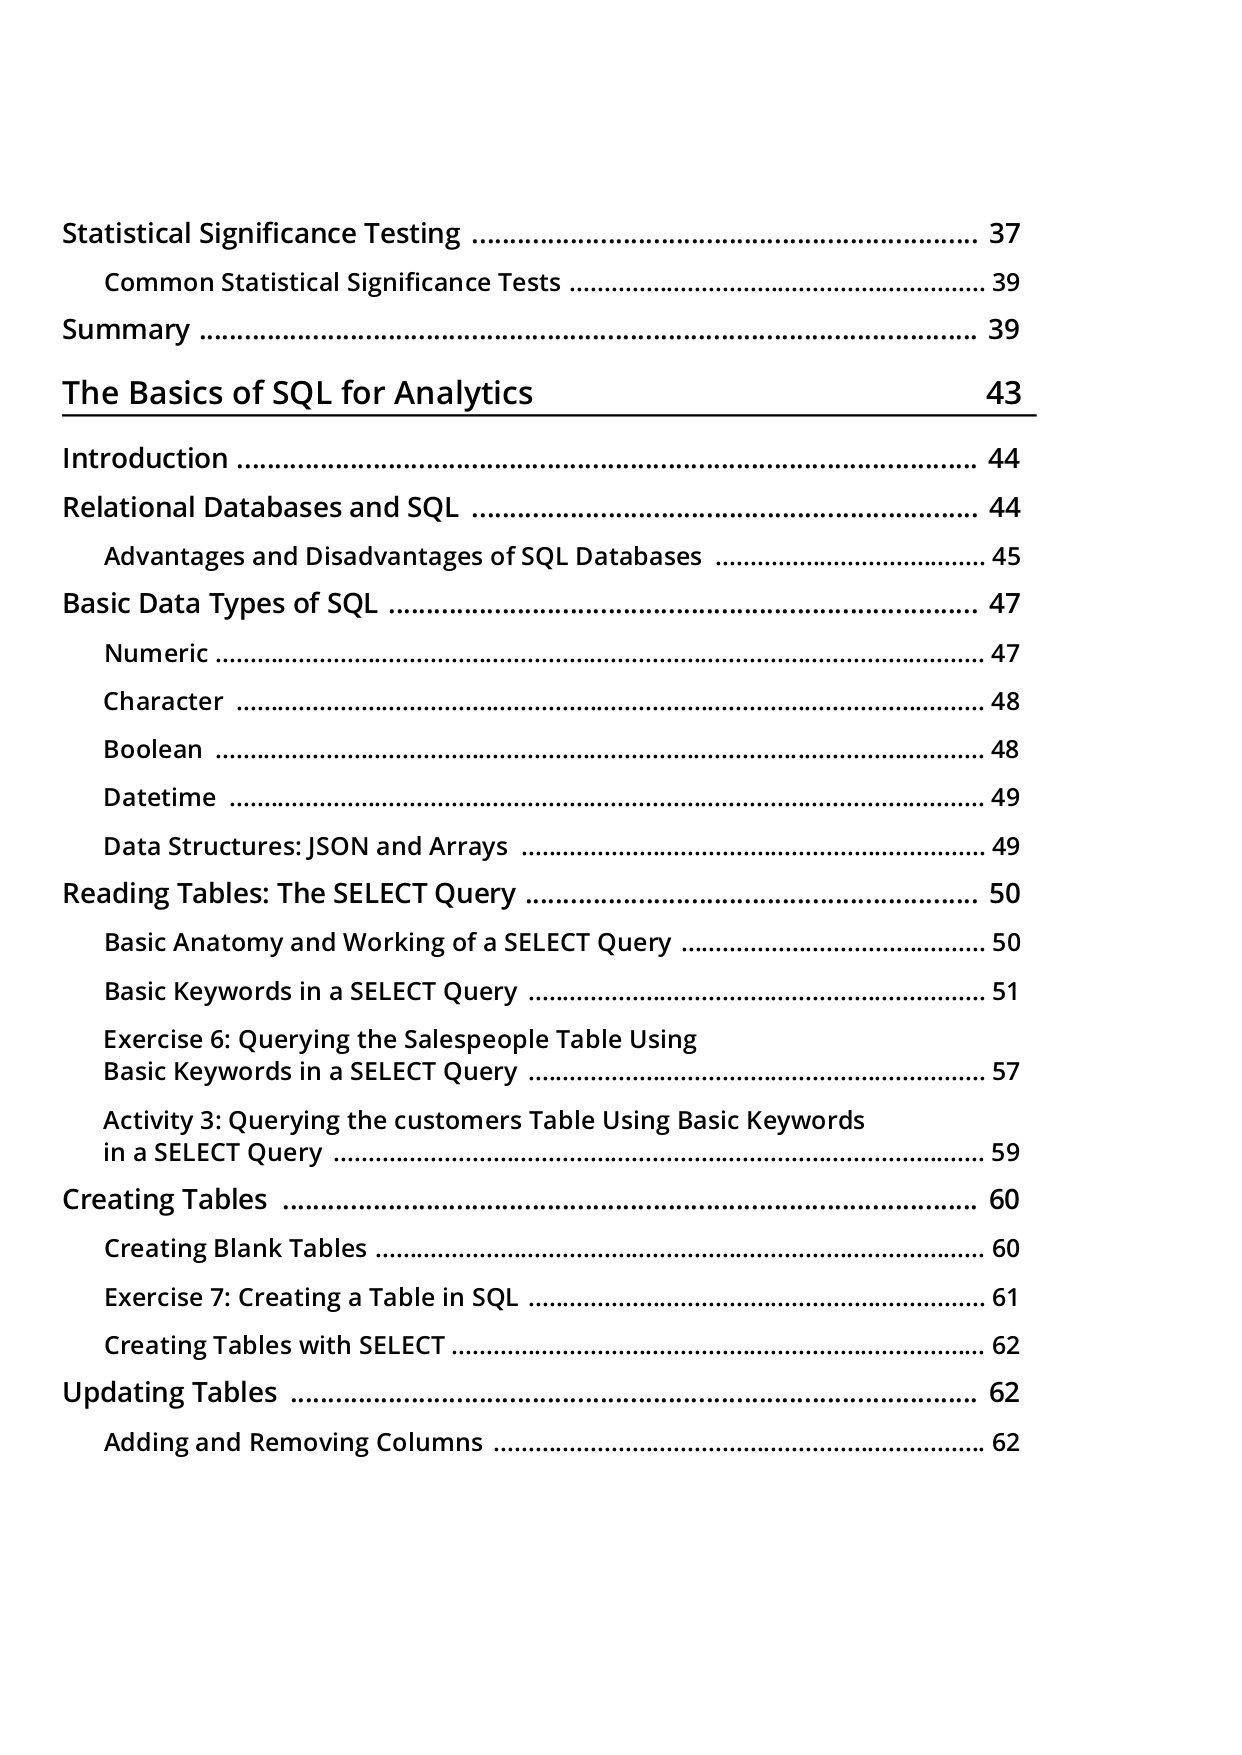 Statistical Significance Testing ................................................................... 37
Common Statistical Significance Tests ............................................................ 39
Summary ....................................................................................................... 39
The Basics of SQL for Analytics 43
Introduction .................................................................................................. 44
Relational Databases and SQL ................................................................... 44
Advantages and Disadvantages of SQL Databases ....................................... 45
Basic Data Types of SQL .............................................................................. 47
Numeric ............................................................................................................... 47
Character ............................................................................................................ 48
Boolean ............................................................................................................... 48
Datetime ............................................................................................................. 49
Data Structures: JSON and Arrays ................................................................... 49
Reading Tables: The SELECT Query ............................................................ 50
Basic Anatomy and Working of a SELECT Query ............................................ 50
Basic Keywords in a SELECT Query .................................................................. 51
Exercise 6: Querying the Salespeople Table Using
Basic Keywords in a SELECT Query .................................................................. 57
Activity 3: Querying the customers Table Using Basic Keywords
in a SELECT Query .............................................................................................. 59
Creating Tables ............................................................................................ 60
Creating Blank Tables ........................................................................................ 60
Exercise 7: Creating a Table in SQL .................................................................. 61
Creating Tables with SELECT ............................................................................. 62
Updating Tables ........................................................................................... 62
Adding and Removing Columns ....................................................................... 62